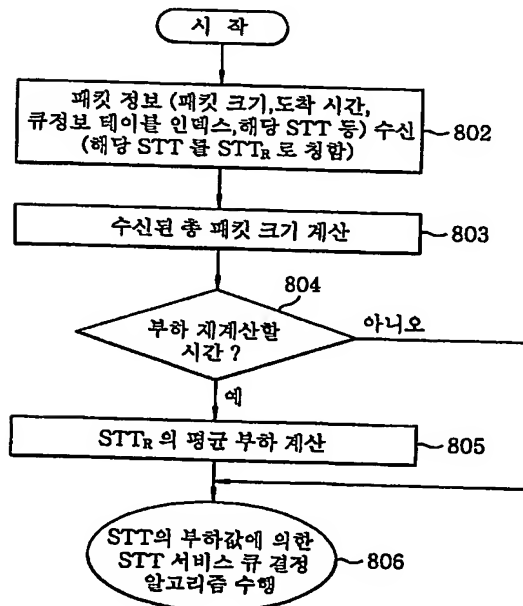 시 작
패킷 정보 (패킷 크기,도착 시간,
큐정보 테이블 인덱스,해당 STT 등) 수신
(해당 STT 를 STTR 로 칭함)
802
수신된 총 패킷 크기 계산
803
804
부하 재계산할
시간 ?
아니오
예
STTR 의 평균 부하 계산
805
STT의 부하값에 의한
STT 서비스 큐 결정
알고리즘 수행
806